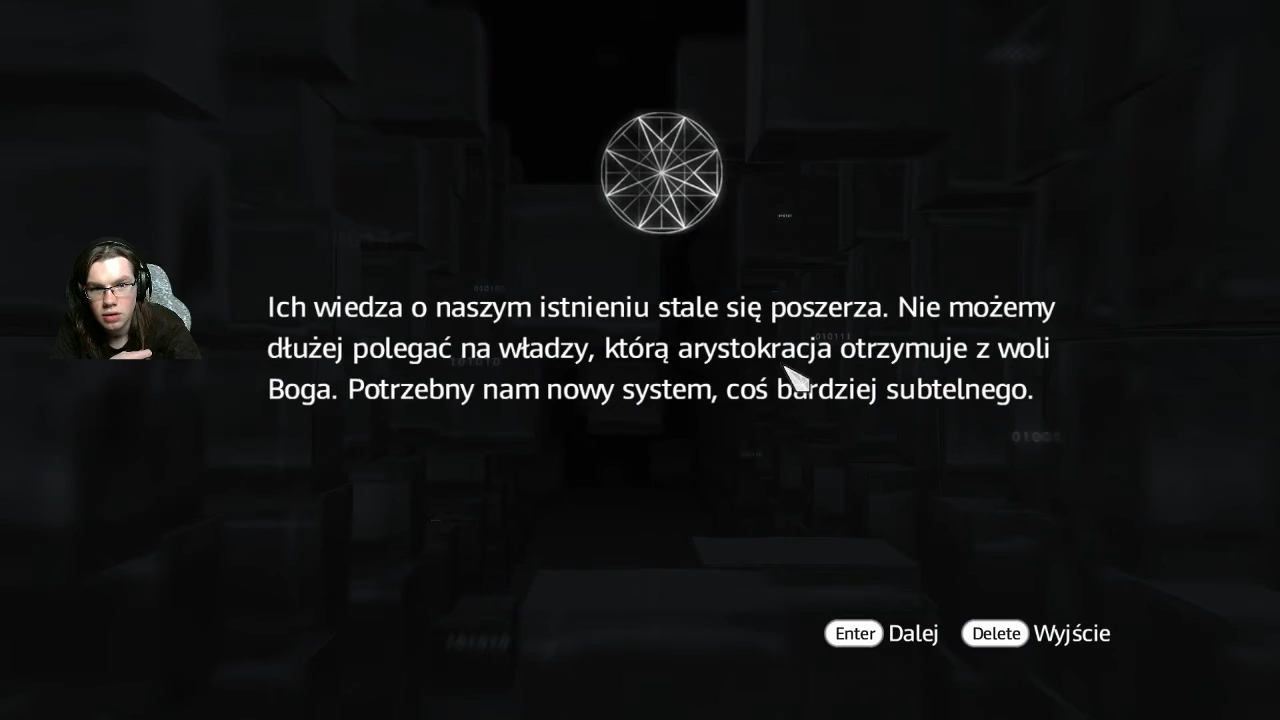 Ich wiedza o naszym istnieniu stale się poszerza. Nie możemy
dłużej polegać na władzy, którą arystokracja otrzymuje z woli
Boga. Potrzebny nam nowy system, coś bardziej subtelnego.
Enter Dalej Delete Wyjście